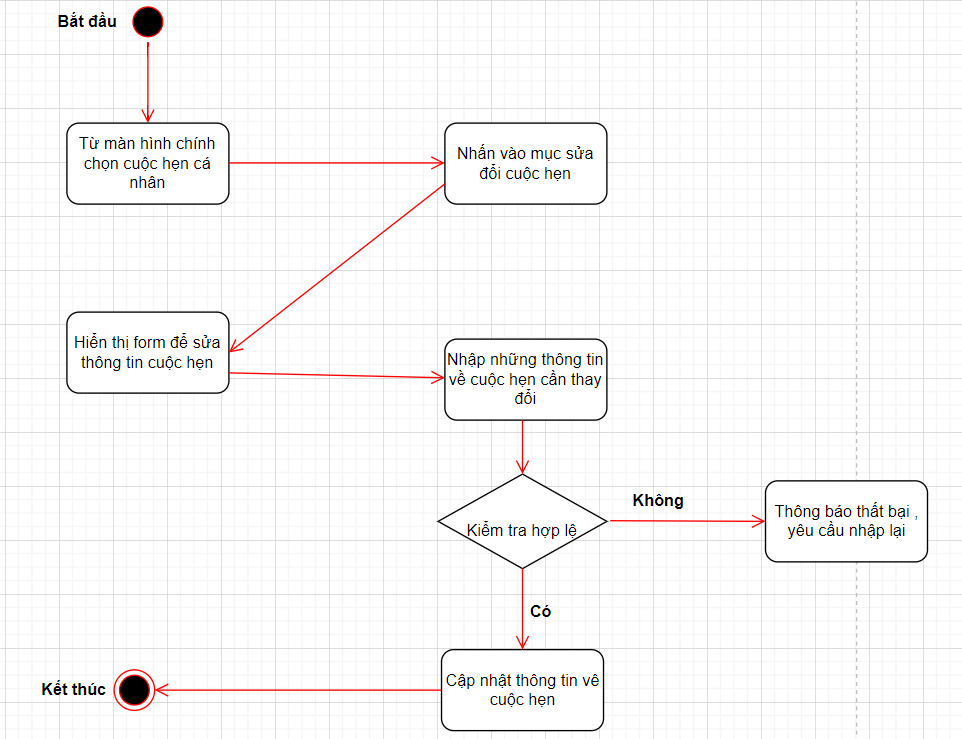 Bắt đầu
Từ màn hình chính
chọn cuộc hẹn cá
nhân
Nhấn vào mục sửa
đổi cuộc hẹn
Hiển thị form để sửa
thông tin cuộc hẹn
Nhập những thông tin
về cuộc hẹn cần thay
đổi
Kiểm tra hợp lệ
Không
Thông báo thất bại ,
yêu cầu nhập lại
Có
Cập nhật thông tin vê
cuộc hẹn
Kết thúc